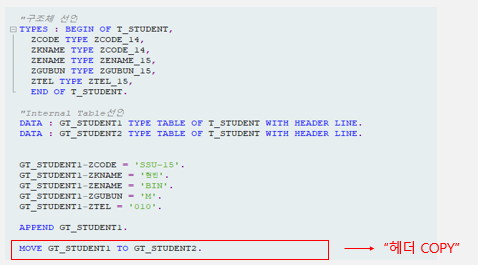 "구조체 선언
TYPES : BEGIN OF T_STUDENT,
ZCODE TYPE ZCODE_14,
ZKNAME TYPE ZCODE_14,
ZENAME TYPE ZENAME_15,
ZGUBUN TYPE ZGUBUN_15,
ZTEL TYPE ZTEL_15,
END OF T_STUDENT.
"Internal Table선언
DATA : GT_STUDENT1 TYPE TABLE OF T_STUDENT WITH HEADER LINE.
DATA : GT_STUDENT2 TYPE TABLE OF T_STUDENT WITH HEADER LINE.
GT_STUDENT1-ZCODE = 'SSU-15'.
GT_STUDENT1-ZKNAME = '현빈'.
GT_STUDENT1-ZENAME = 'BIN'.
GT_STUDENT1-ZGUBUN = 'M'.
GT_STUDENT1-ZTEL = '010'.
APPEND GT_STUDENT1.
MOVE GT_STUDENT1 TO GT_STUDENT2.
"헤더 COPY"